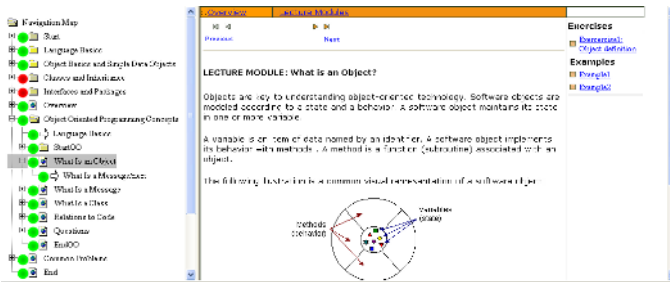 Navigation Map
Start
Language Basics
Object Basics and Simple Data Objects
Classes and Inheritance
Interfaces and Packages
Overview
Object Oriented Programming Concepts
Language Basics
StartOO
What Is an Object
What Is a Message
What Is a Message
What Is a Class
Relations to Code
Questions
EndOO
Common Problems
End
Overview Lecture Modules
Previous Next
LECTURE MODULE: What is an Object?
Objects are key to understanding object-oriented technology. Software objects are
modeled according to a state and a behavior. A software object maintains its state
in one or more variable.
A variable is an item of data named by an identifier. A software object implements
its behavior with methods . A method is a function (subroutine) associated with an
object.
The following illustration is a common visual representation of a software object:
Methods
(behavior)
Variables
(state)
Exercises
Object definition
Examples
Example1
Example2